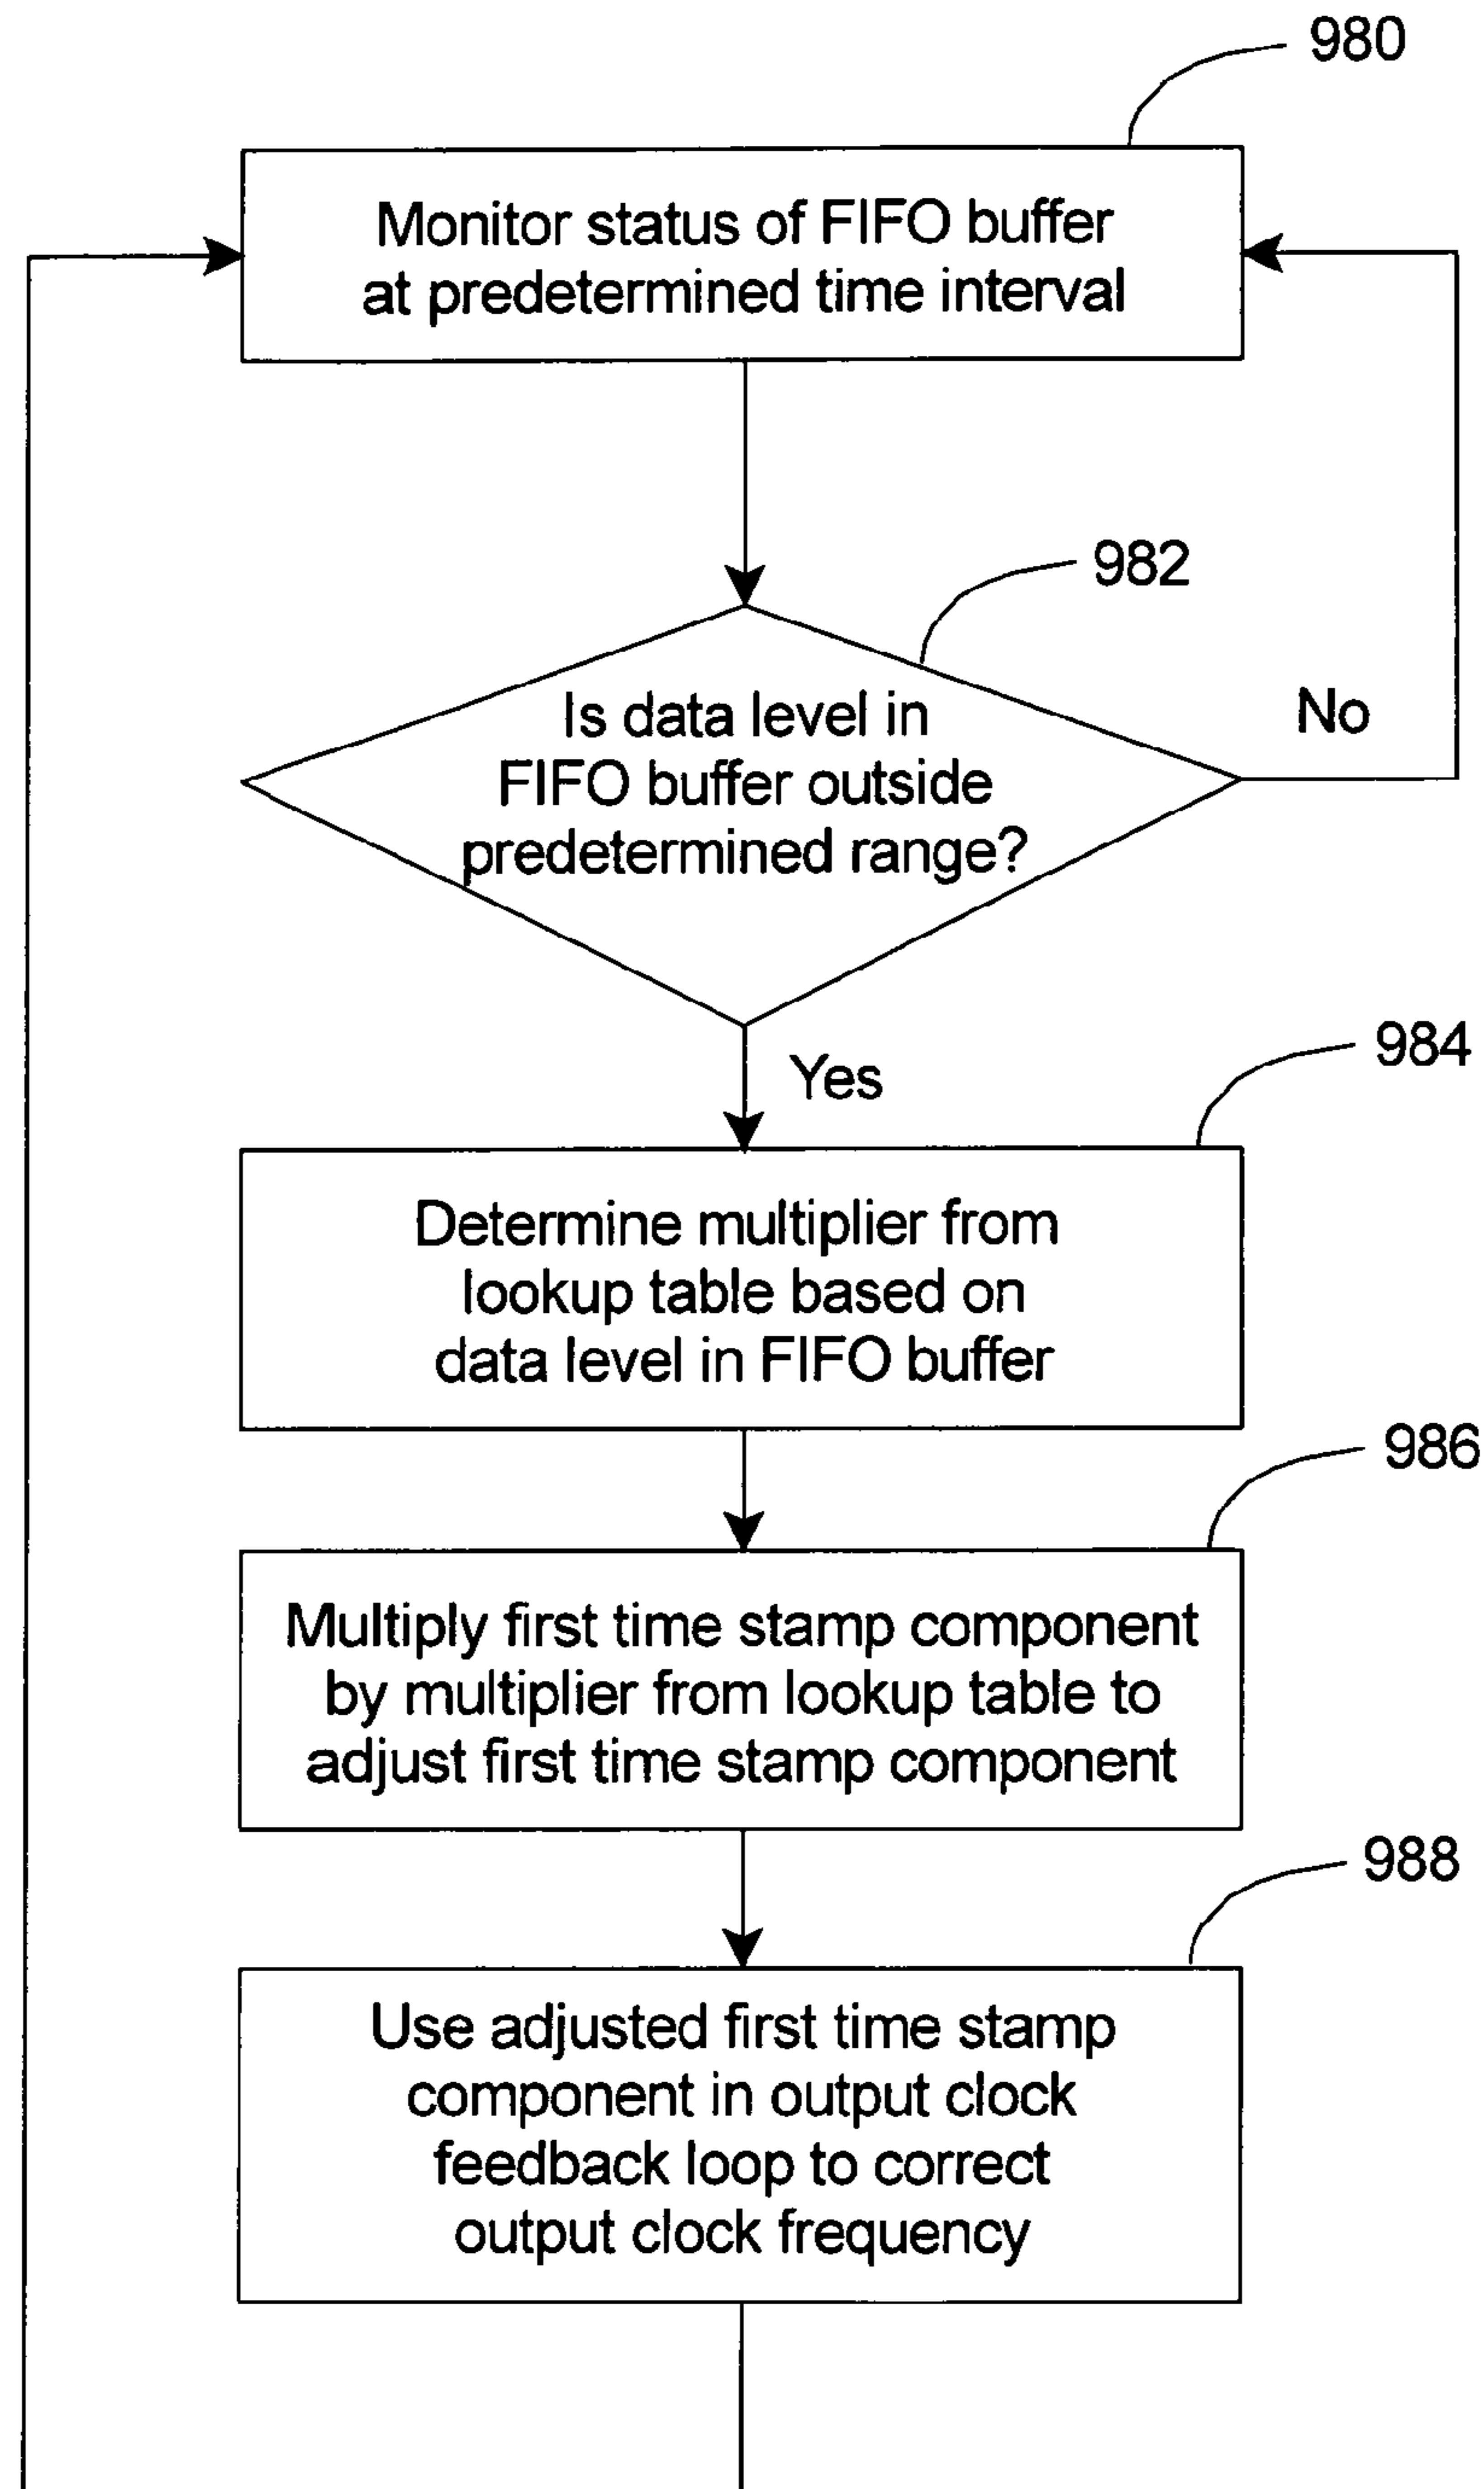 980
Monitor status of FIFO buffer
at predetermined time interval
982
Is data level in
FIFO buffer outside
predetermined range?
No
Yes
984
Determine multiplier from
lookup table based on
data level in FIFO buffer
986
Multiply first time stamp component
by multiplier from lookup table to
adjust first time stamp component
988
Use adjusted first time stamp
component in output clock
feedback loop to correct
output clock frequency